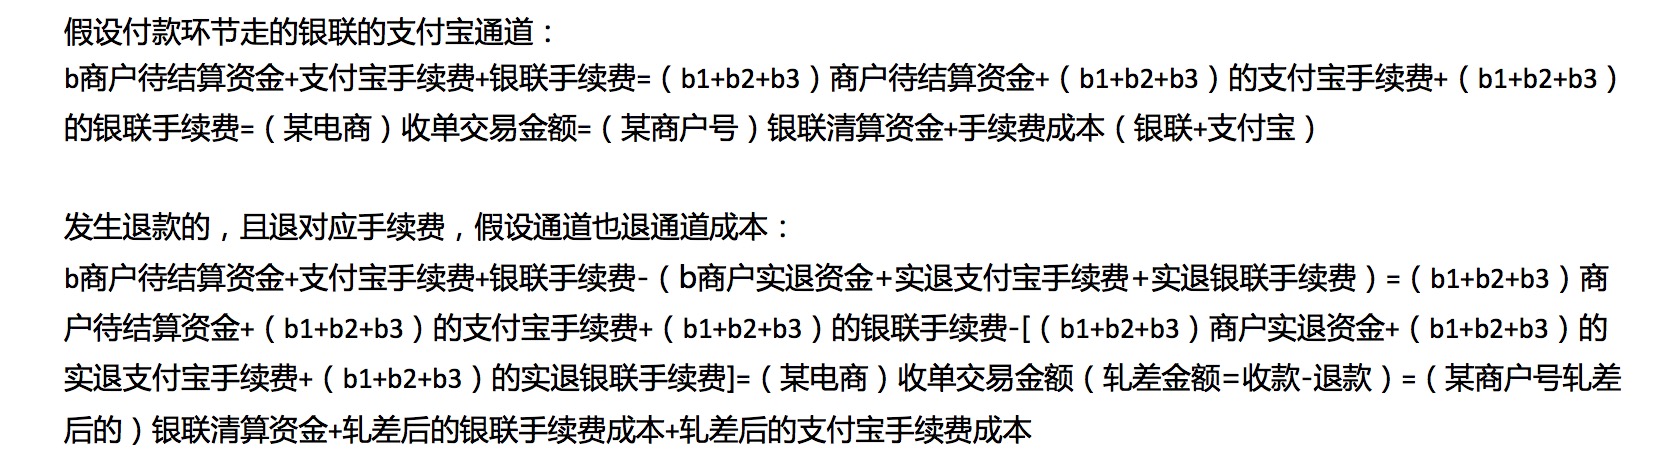 假设付款环节走的银联的支付宝通道：
b商户待结算资金+支付宝手续费+银联手续费=（b1+b2+b3）商户待结算资金+（b1+b2+b3）的支付宝手续费+（b1+b2+b3）
的银联手续费=（某电商）收单交易金额=（某商户号）银联清算资金+手续费成本（银联+支付宝）
发生退款的，且退对应手续费，假设通道也退通道成本：
b商户待结算资金+支付宝手续费+银联手续费-（b商户实退资金+实退支付宝手续费+实退银联手续费）=（b1+b2+b3）商
户待结算资金+（b1+b2+b3）的支付宝手续费+（b1+b2+b3）的银联手续费-[（b1+b2+b3）商户实退资金+（b1+b2+b3）的
实退支付宝手续费+（b1+b2+b3）的实退银联手续费]=（某电商）收单交易金额（轧差金额=收款-退款）=（某商户号轧差
后的）银联清算资金+轧差后的银联手续费成本+轧差后的支付宝手续费成本